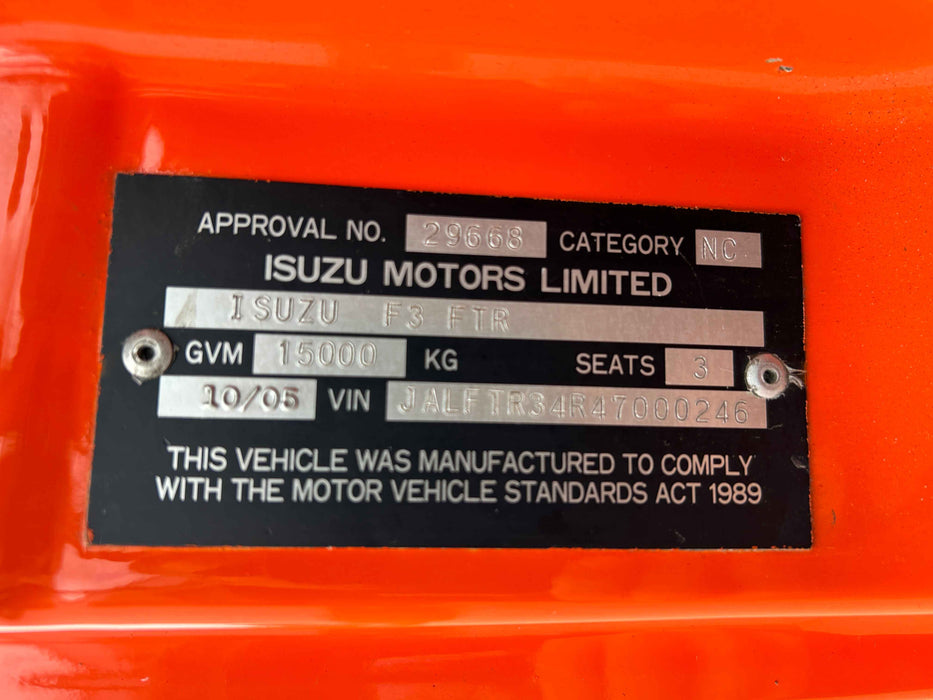 APPROVAL NO. 29668 CATEGORY NC
ISUZU MOTORS LIMITED
ISUZU F3 FTR
GVM 15000 KG SEATS 3
10/05 VIN JALFTR34R47000246
THIS VEHICLE WAS MANUFACTURED TO COMPLY
WITH THE MOTOR VEHICLE STANDARDS ACT 1989